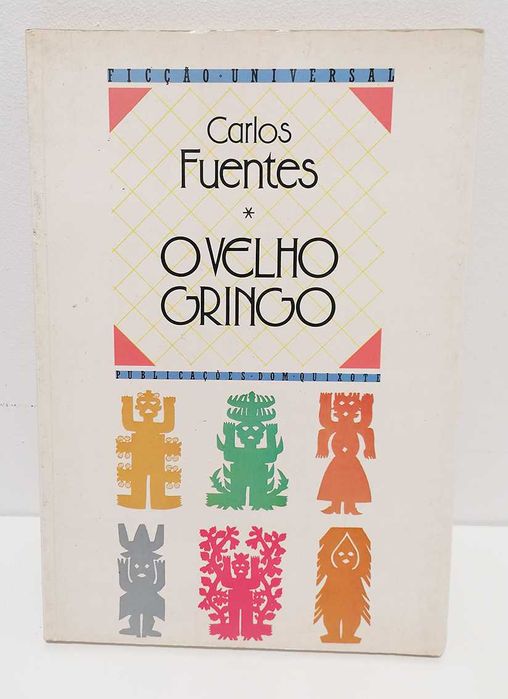 FICÇÃO · UNIVERSAL
Carlos
Fuentes
*
O VELHO
GRINGO
PUBLICAÇÕES · DOM · QUIXOTE